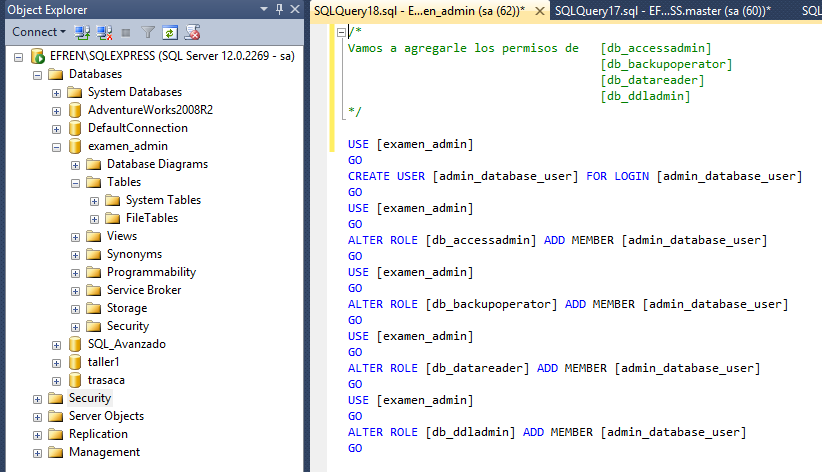 Object Explorer
Connect
EFREN\SQLEXPRESS (SQL Server 12.0.2269 - sa)
Databases
System Databases
AdventureWorks2008R2
DefaultConnection
examen_admin
Database Diagrams
Tables
System Tables
FileTables
Views
Synonyms
Programmability
Service Broker
Storage
Security
SQL_Avanzado
taller1
trasaca
Security
Server Objects
Replication
Management
SQLQuery18.sql - E...en_admin (sa (62))* SQLQuery17.sql - EF...SS.master (sa (60))* SQL
/*
Vamos a agregarle los permisos de [db_accessadmin]
[db_backupoperator]
[db_datareader]
[db_ddladmin]
*/
USE [examen_admin]
GO
CREATE USER [admin_database_user] FOR LOGIN [admin_database_user]
GO
USE [examen_admin]
GO
ALTER ROLE [db_accessadmin] ADD MEMBER [admin_database_user]
GO
USE [examen_admin]
GO
ALTER ROLE [db_backupoperator] ADD MEMBER [admin_database_user]
GO
USE [examen_admin]
GO
ALTER ROLE [db_datareader] ADD MEMBER [admin_database_user]
GO
USE [examen_admin]
GO
ALTER ROLE [db_ddladmin] ADD MEMBER [admin_database_user]
GO